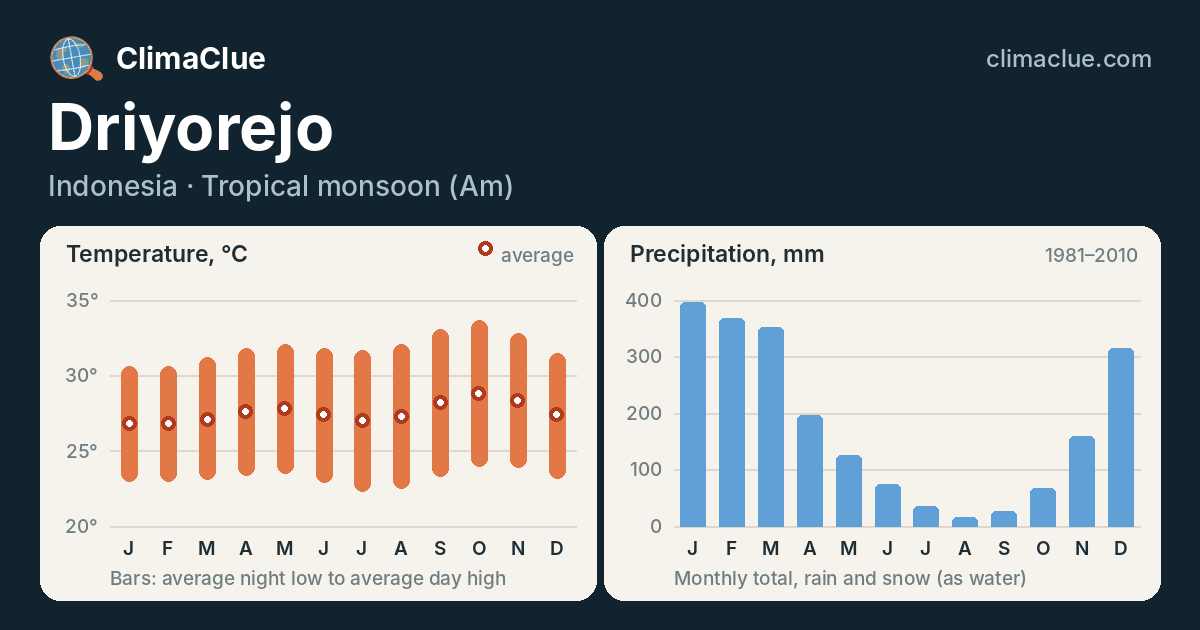 ClimaClue
climaclue.com
Driyorejo
Indonesia · Tropical monsoon (Am)
Temperature, °C
average
35°
30°
25°
20°
J F M A M J J A S O N D
Bars: average night low to average day high
Precipitation, mm
1981–2010
400
300
200
100
0
J F M A M J J A S O N D
Monthly total, rain and snow (as water)